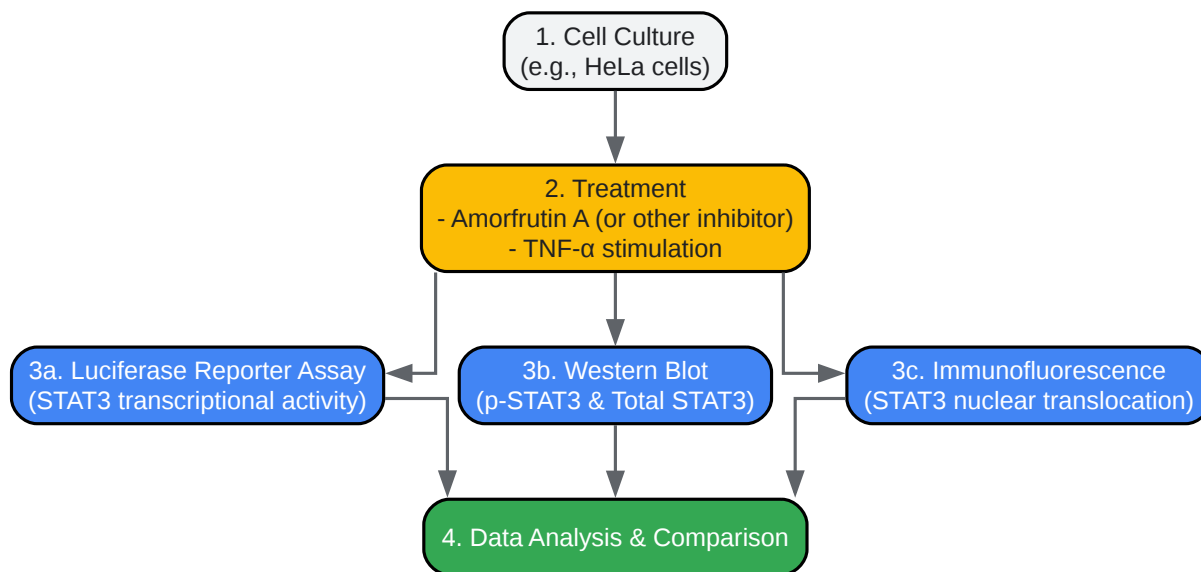 1. Cell Culture
(e.g., HeLa cells)
2. Treatment
- Amorfrutin A (or other inhibitor)
- TNF-α stimulation
3a. Luciferase Reporter Assay
(STAT3 transcriptional activity)
3b. Western Blot
(p-STAT3 & Total STAT3)
3c. Immunofluorescence
(STAT3 nuclear translocation)
4. Data Analysis & Comparison